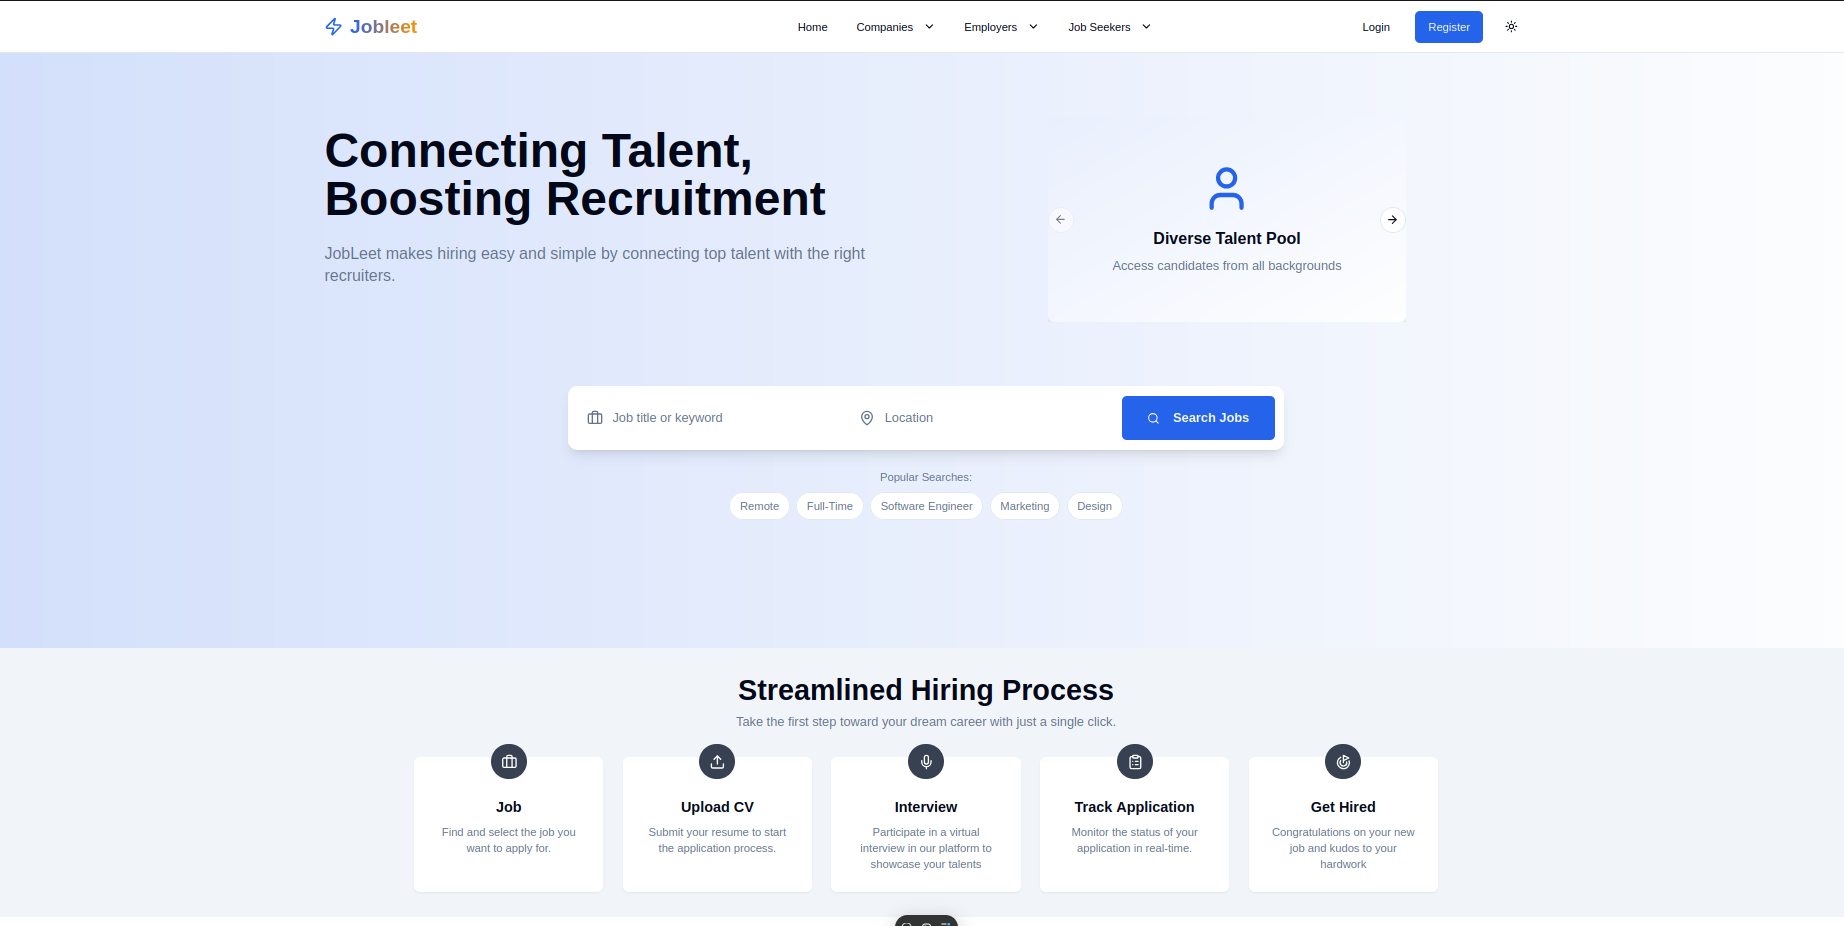 Jobleet
Home Companies Employers Job Seekers Login Register
Connecting Talent,
Boosting Recruitment
JobLeet makes hiring easy and simple by connecting top talent with the right
recruiters.
Diverse Talent Pool
Access candidates from all backgrounds
Job title or keyword
Location
Search Jobs
Popular Searches:
Remote Full-Time Software Engineer Marketing Design
Streamlined Hiring Process
Take the first step toward your dream career with just a single click.
Job
Find and select the job you
want to apply for.
Upload CV
Submit your resume to start
the application process.
Interview
Participate in a virtual
interview in our platform to
showcase your talents
Track Application
Monitor the status of your
application in real-time.
Get Hired
Congratulations on your new
job and kudos to your
hardwork